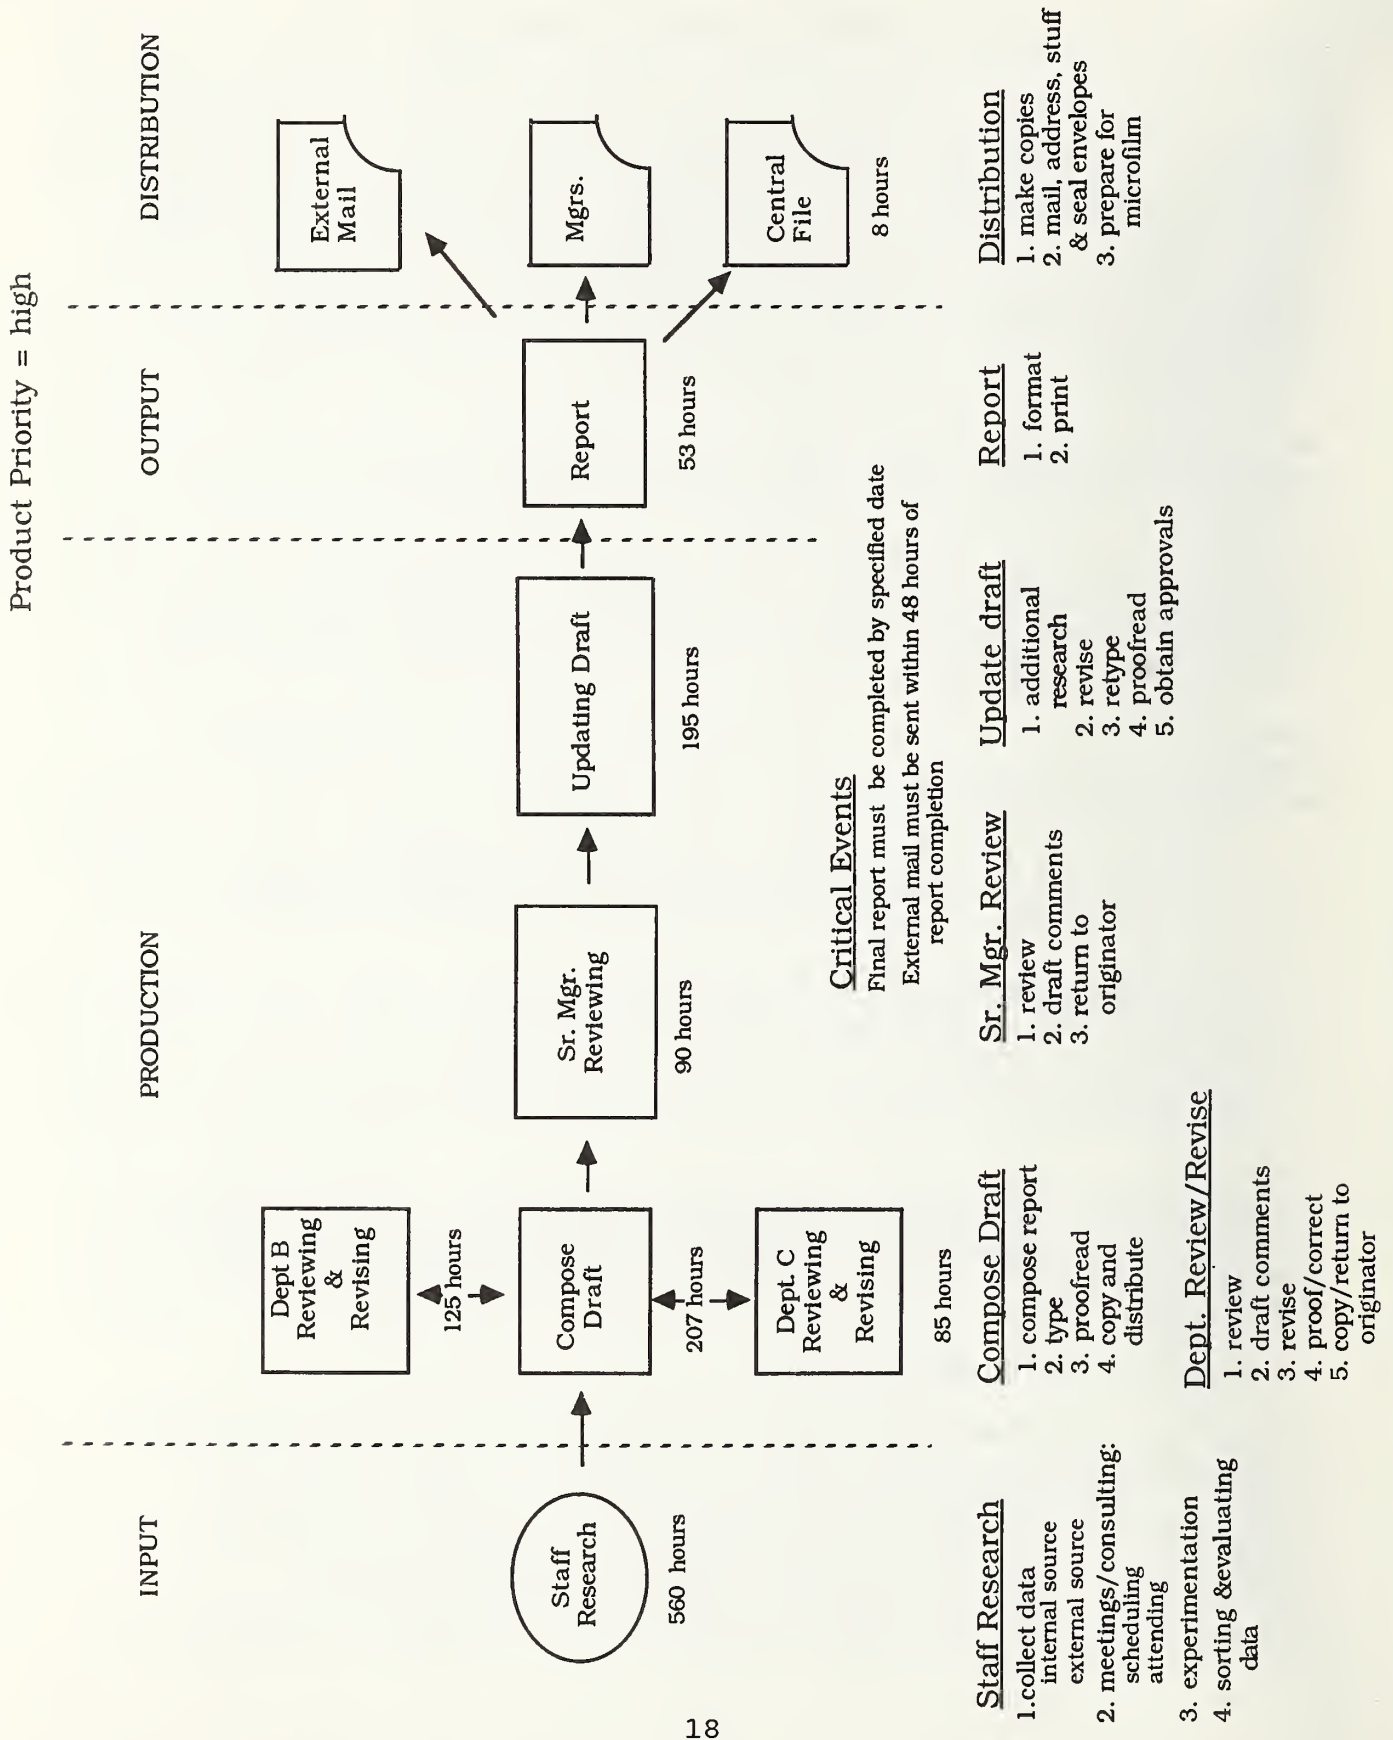 Product Priority = high
INPUT
PRODUCTION
OUTPUT
DISTRIBUTION
Staff
Research
560 hours
Dept B
Reviewing
&
Revising
125 hours
Compose
Draft
207 hours
Dept. C
Reviewing
&
Revising
85 hours
Sr. Mgr.
Reviewing
90 hours
Updating Draft
195 hours
Report
53 hours
External
Mail
Mgrs.
Central
File
8 hours
Critical Events
Final report must be completed by specified date
External mail must be sent within 48 hours of
report completion
Staff Research
1.collect data
internal source
external source
2. meetings/consulting:
scheduling
attending
3. experimentation
4. sorting &evaluating
data
Compose Draft
1. compose report
2. type
3. proofread
4. copy and
distribute
Dept. Review/Revise
1. review
2. draft comments
3. revise
4. proof/correct
5. copy/return to
originator
Sr. Mgr. Review
1. review
2. draft comments
3. return to
originator
Update draft
1. additional
research
2. revise
3. retype
4. proofread
5. obtain approvals
Report
1. format
2. print
Distribution
1. make copies
2. mail, address, stuff
& seal envelopes
3. prepare for
microfilm
18